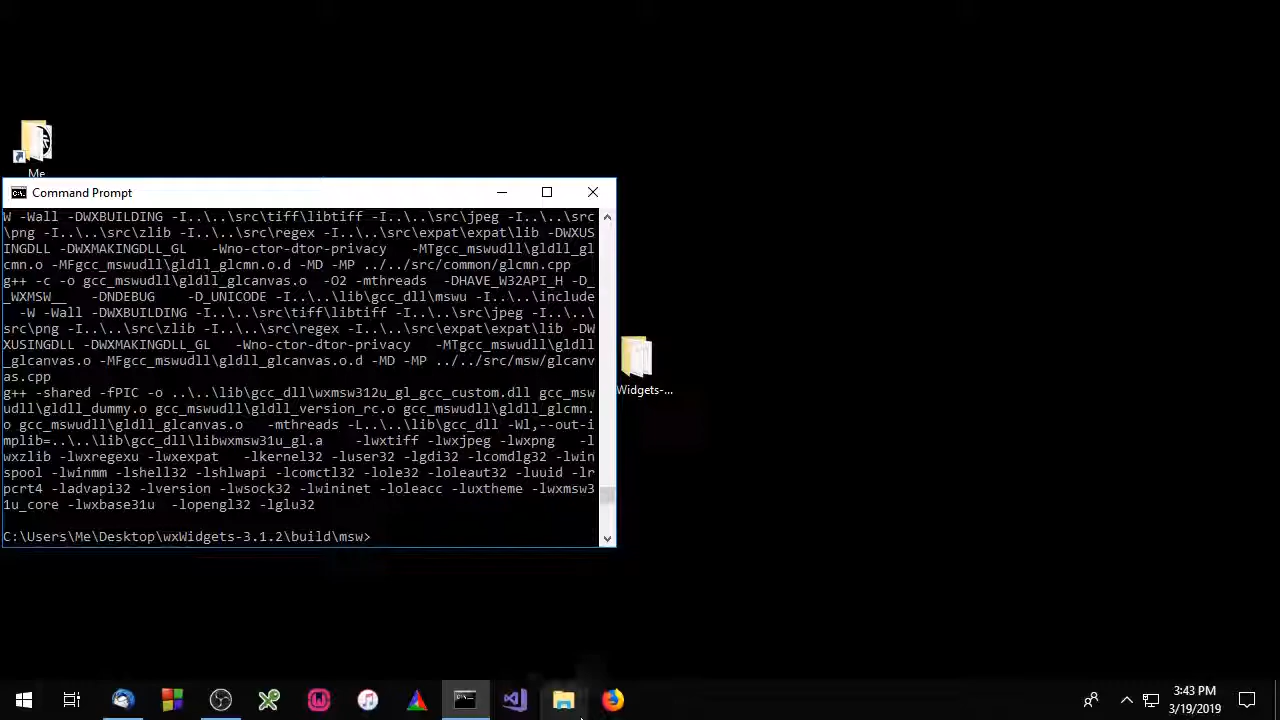 Me
Command Prompt
W -Wall -DWXBUILDING -I..\..\src\tiff\libtiff -I..\..\src\jpeg -I..\..\src
\png -I..\..\src\zlib -I..\..\src\regex -I..\..\src\expat\expat\lib -DWXUS
INGDLL -DWXMAKINGDLL_GL   -Wno-ctor-dtor-privacy   -MTgcc_mswudll\gldll_gl
cmn.o -MFgcc_mswudll\gldll_glcmn.o.d -MD -MP ../../src/common/glcmn.cpp
g++ -c -o gcc_mswudll\gldll_glcanvas.o  -O2 -mthreads  -DHAVE_W32API_H -D_
_WXMSW__   -DNDEBUG    -D_UNICODE -I..\..\lib\gcc_dll\mswu -I..\..\include
  -W -Wall -DWXBUILDING -I..\..\src\tiff\libtiff -I..\..\src\jpeg -I..\..\
src\png -I..\..\src\zlib -I..\..\src\regex -I..\..\src\expat\expat\lib -DW
XUSINGDLL -DWXMAKINGDLL_GL   -Wno-ctor-dtor-privacy   -MTgcc_mswudll\gldll
_glcanvas.o -MFgcc_mswudll\gldll_glcanvas.o.d -MD -MP ../../src/msw/glcanv
as.cpp
g++ -shared -fPIC -o ..\..\lib\gcc_dll\wxmsw312u_gl_gcc_custom.dll gcc_msw
udll\gldll_dummy.o gcc_mswudll\gldll_version_rc.o gcc_mswudll\gldll_glcmn.
o gcc_mswudll\gldll_glcanvas.o   -mthreads -L..\..\lib\gcc_dll -Wl,--out-i
mplib=..\..\lib\gcc_dll\libwxmsw31u_gl.a    -lwxtiff -lwxjpeg -lwxpng   -l
wxzlib -lwxregexu -lwxexpat    -lkernel32 -luser32 -lgdi32 -lcomdlg32 -lwin
spool -lwinmm -lshell32 -lshlwapi -lcomctl32 -lole32 -loleaut32 -luuid -lr
pcrt4 -ladvapi32 -lversion -lwsock32 -lwininet -loleacc -luxtheme -lwxmsw3
1u_core -lwxbase31u  -lopengl32 -lglu32
C:\Users\Me\Desktop\wxWidgets-3.1.2\build\msw>
Widgets-...
3:43 PM
3/19/2019